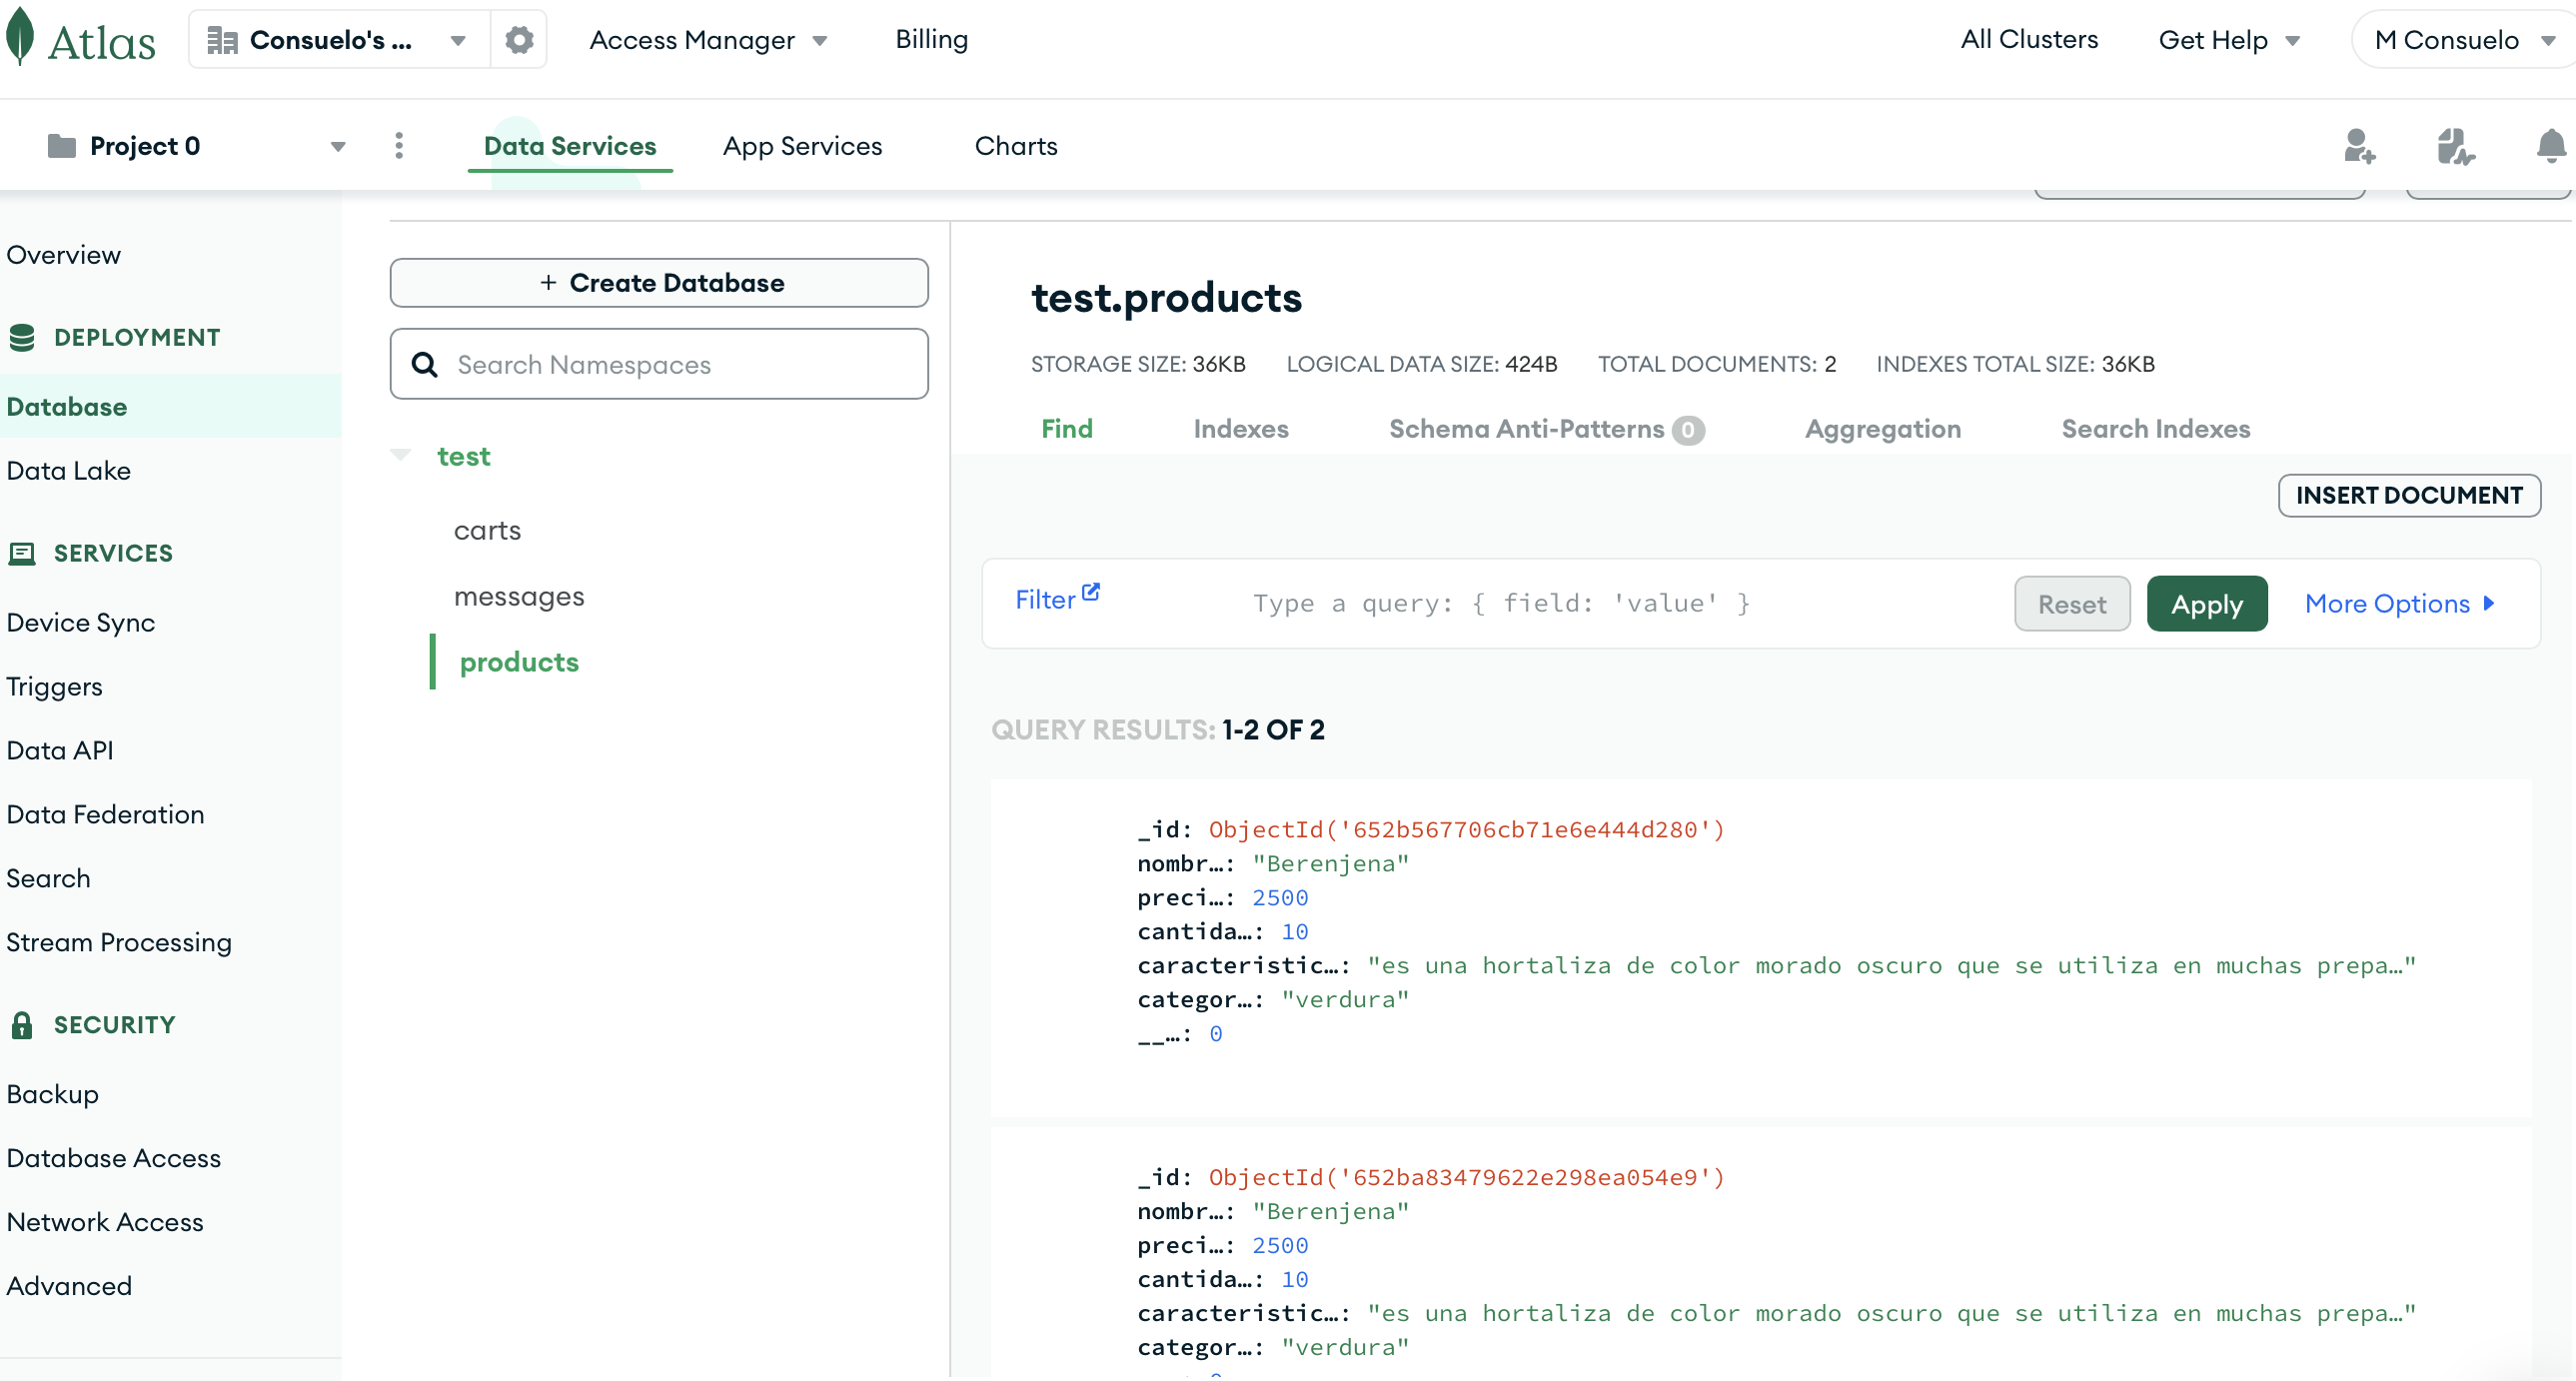 Atlas
Consuelo's ...
Access Manager
Billing
All Clusters
Get Help
M Consuelo
Project 0
Data Services
App Services
Charts
Overview
DEPLOYMENT
Database
Data Lake
SERVICES
Device Sync
Triggers
Data API
Data Federation
Search
Stream Processing
SECURITY
Backup
Database Access
Network Access
Advanced
+ Create Database
Search Namespaces
test
carts
messages
products
test.products
STORAGE SIZE: 36KB LOGICAL DATA SIZE: 424B TOTAL DOCUMENTS: 2 INDEXES TOTAL SIZE: 36KB
Find Indexes Schema Anti-Patterns 0 Aggregation Search Indexes
INSERT DOCUMENT
Filter Type a query: { field: 'value' } Reset Apply More Options
QUERY RESULTS: 1-2 OF 2
_id: ObjectId('652b567706cb71e6e444d280')
nombr…: "Berenjena"
preci…: 2500
cantida…: 10
caracteristic…: "es una hortaliza de color morado oscuro que se utiliza en muchas prepa…"
categor…: "verdura"
__…: 0
_id: ObjectId('652ba83479622e298ea054e9')
nombr…: "Berenjena"
preci…: 2500
cantida…: 10
caracteristic…: "es una hortaliza de color morado oscuro que se utiliza en muchas prepa…"
categor…: "verdura"